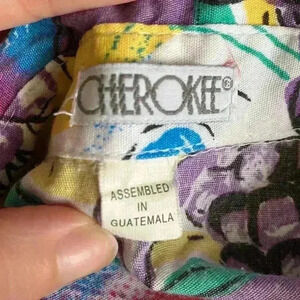 CHEROKEE®
ASSEMBLED
IN
GUATEMALA